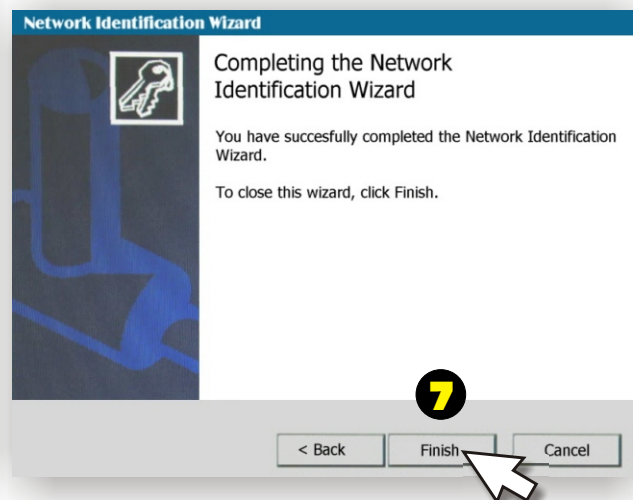 Network Identification Wizard
Completing the Network
Identification Wizard
You have succesfully completed the Network Identification
Wizard.
To close this wizard, click Finish.
7
< Back
Finish
Cancel